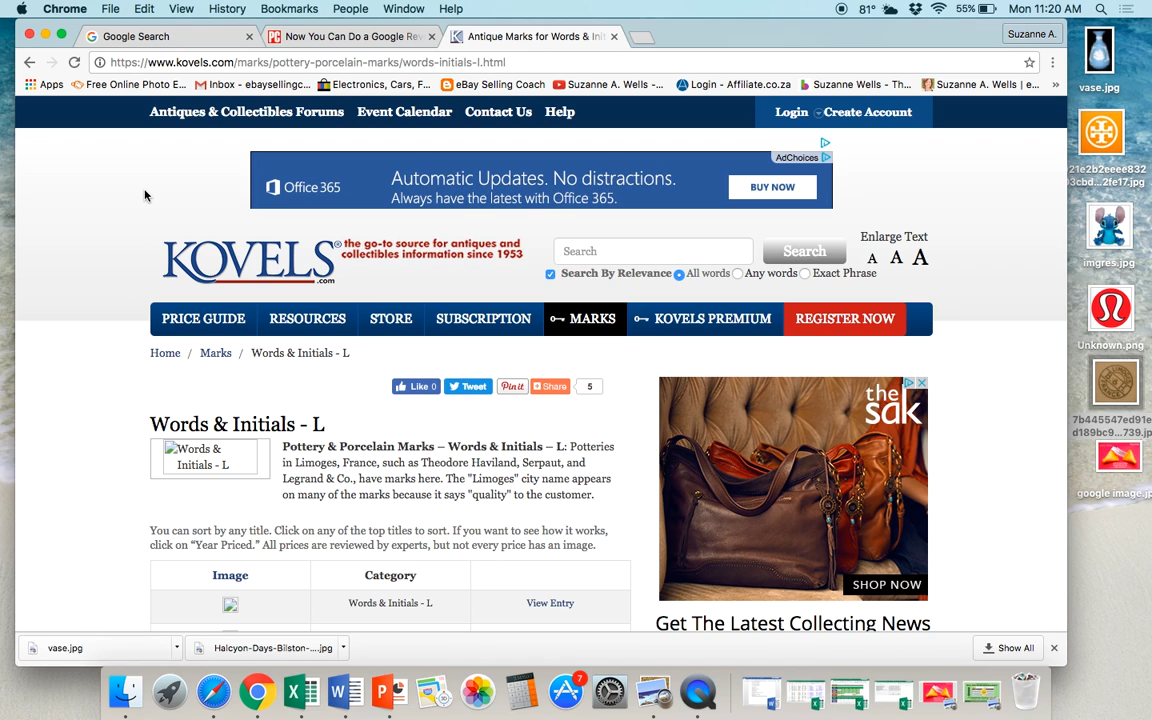 Chrome File Edit View History Bookmarks People Window Help 81° 55% Mon 11:20 AM
Google Search
Now You Can Do a Google Rev
Antique Marks for Words & Init
Suzanne A.
https://www.kovels.com/marks/pottery-porcelain-marks/words-initials-l.html
Apps Free Online Photo E... Inbox - ebaysellingc... Electronics, Cars, F... eBay Selling Coach Suzanne A. Wells -... Login - Affiliate.co.za Suzanne Wells - Th... Suzanne A. Wells | e... »
Antiques & Collectibles Forums Event Calendar Contact Us Help Login Create Account
AdChoices
Office 365
Automatic Updates. No distractions.
Always have the latest with Office 365.
BUY NOW
KOVELS®
.com
the go-to source for antiques and
collectibles information since 1953
Search
Search
Search By Relevance All words Any words Exact Phrase
Enlarge Text
A A A
PRICE GUIDE RESOURCES STORE SUBSCRIPTION MARKS KOVELS PREMIUM REGISTER NOW
Home / Marks / Words & Initials - L
Like 0 Tweet Pin it Share 5
Words & Initials - L
Words &
Initials - L
Pottery & Porcelain Marks – Words & Initials – L: Potteries
in Limoges, France, such as Theodore Haviland, Serpaut, and
Legrand & Co., have marks here. The "Limoges" city name appears
on many of the marks because it says "quality" to the customer.
You can sort by any title. Click on any of the top titles to sort. If you want to see how it works,
click on “Year Priced.” All prices are reviewed by experts, but not every price has an image.
Image Category
Words & Initials - L View Entry
the
sak
SHOP NOW
Get The Latest Collecting News
vase.jpg
Halcyon-Days-Bilston-....jpg
Show All
vase.jpg
21e2b2eeee832
03cbd...2fe17.jpg
imgres.jpg
Unknown.png
7b445547ed91e
d189bc9...739.jp
google image.jp
7